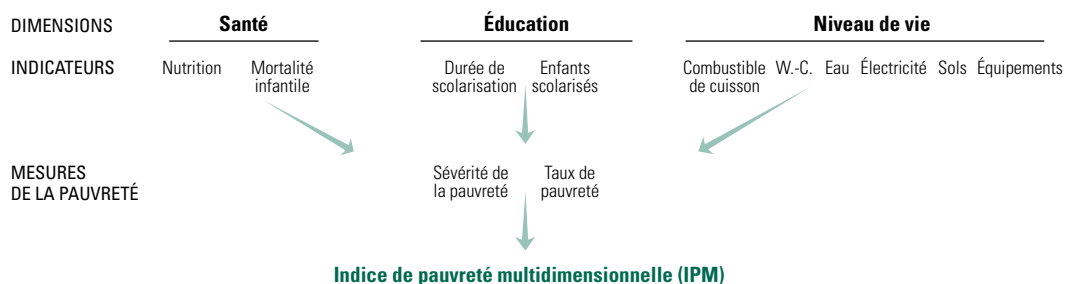 DIMENSIONS Santé Éducation Niveau de vie
INDICATEURS Nutrition Mortalité infantile Durée de scolarisation Enfants scolarisés Combustible de cuisson W.-C. Eau Électricité Sols Équipements
MESURES DE LA PAUVRETÉ Sévérité de la pauvreté Taux de pauvreté
Indice de pauvreté multidimensionnelle (IPM)